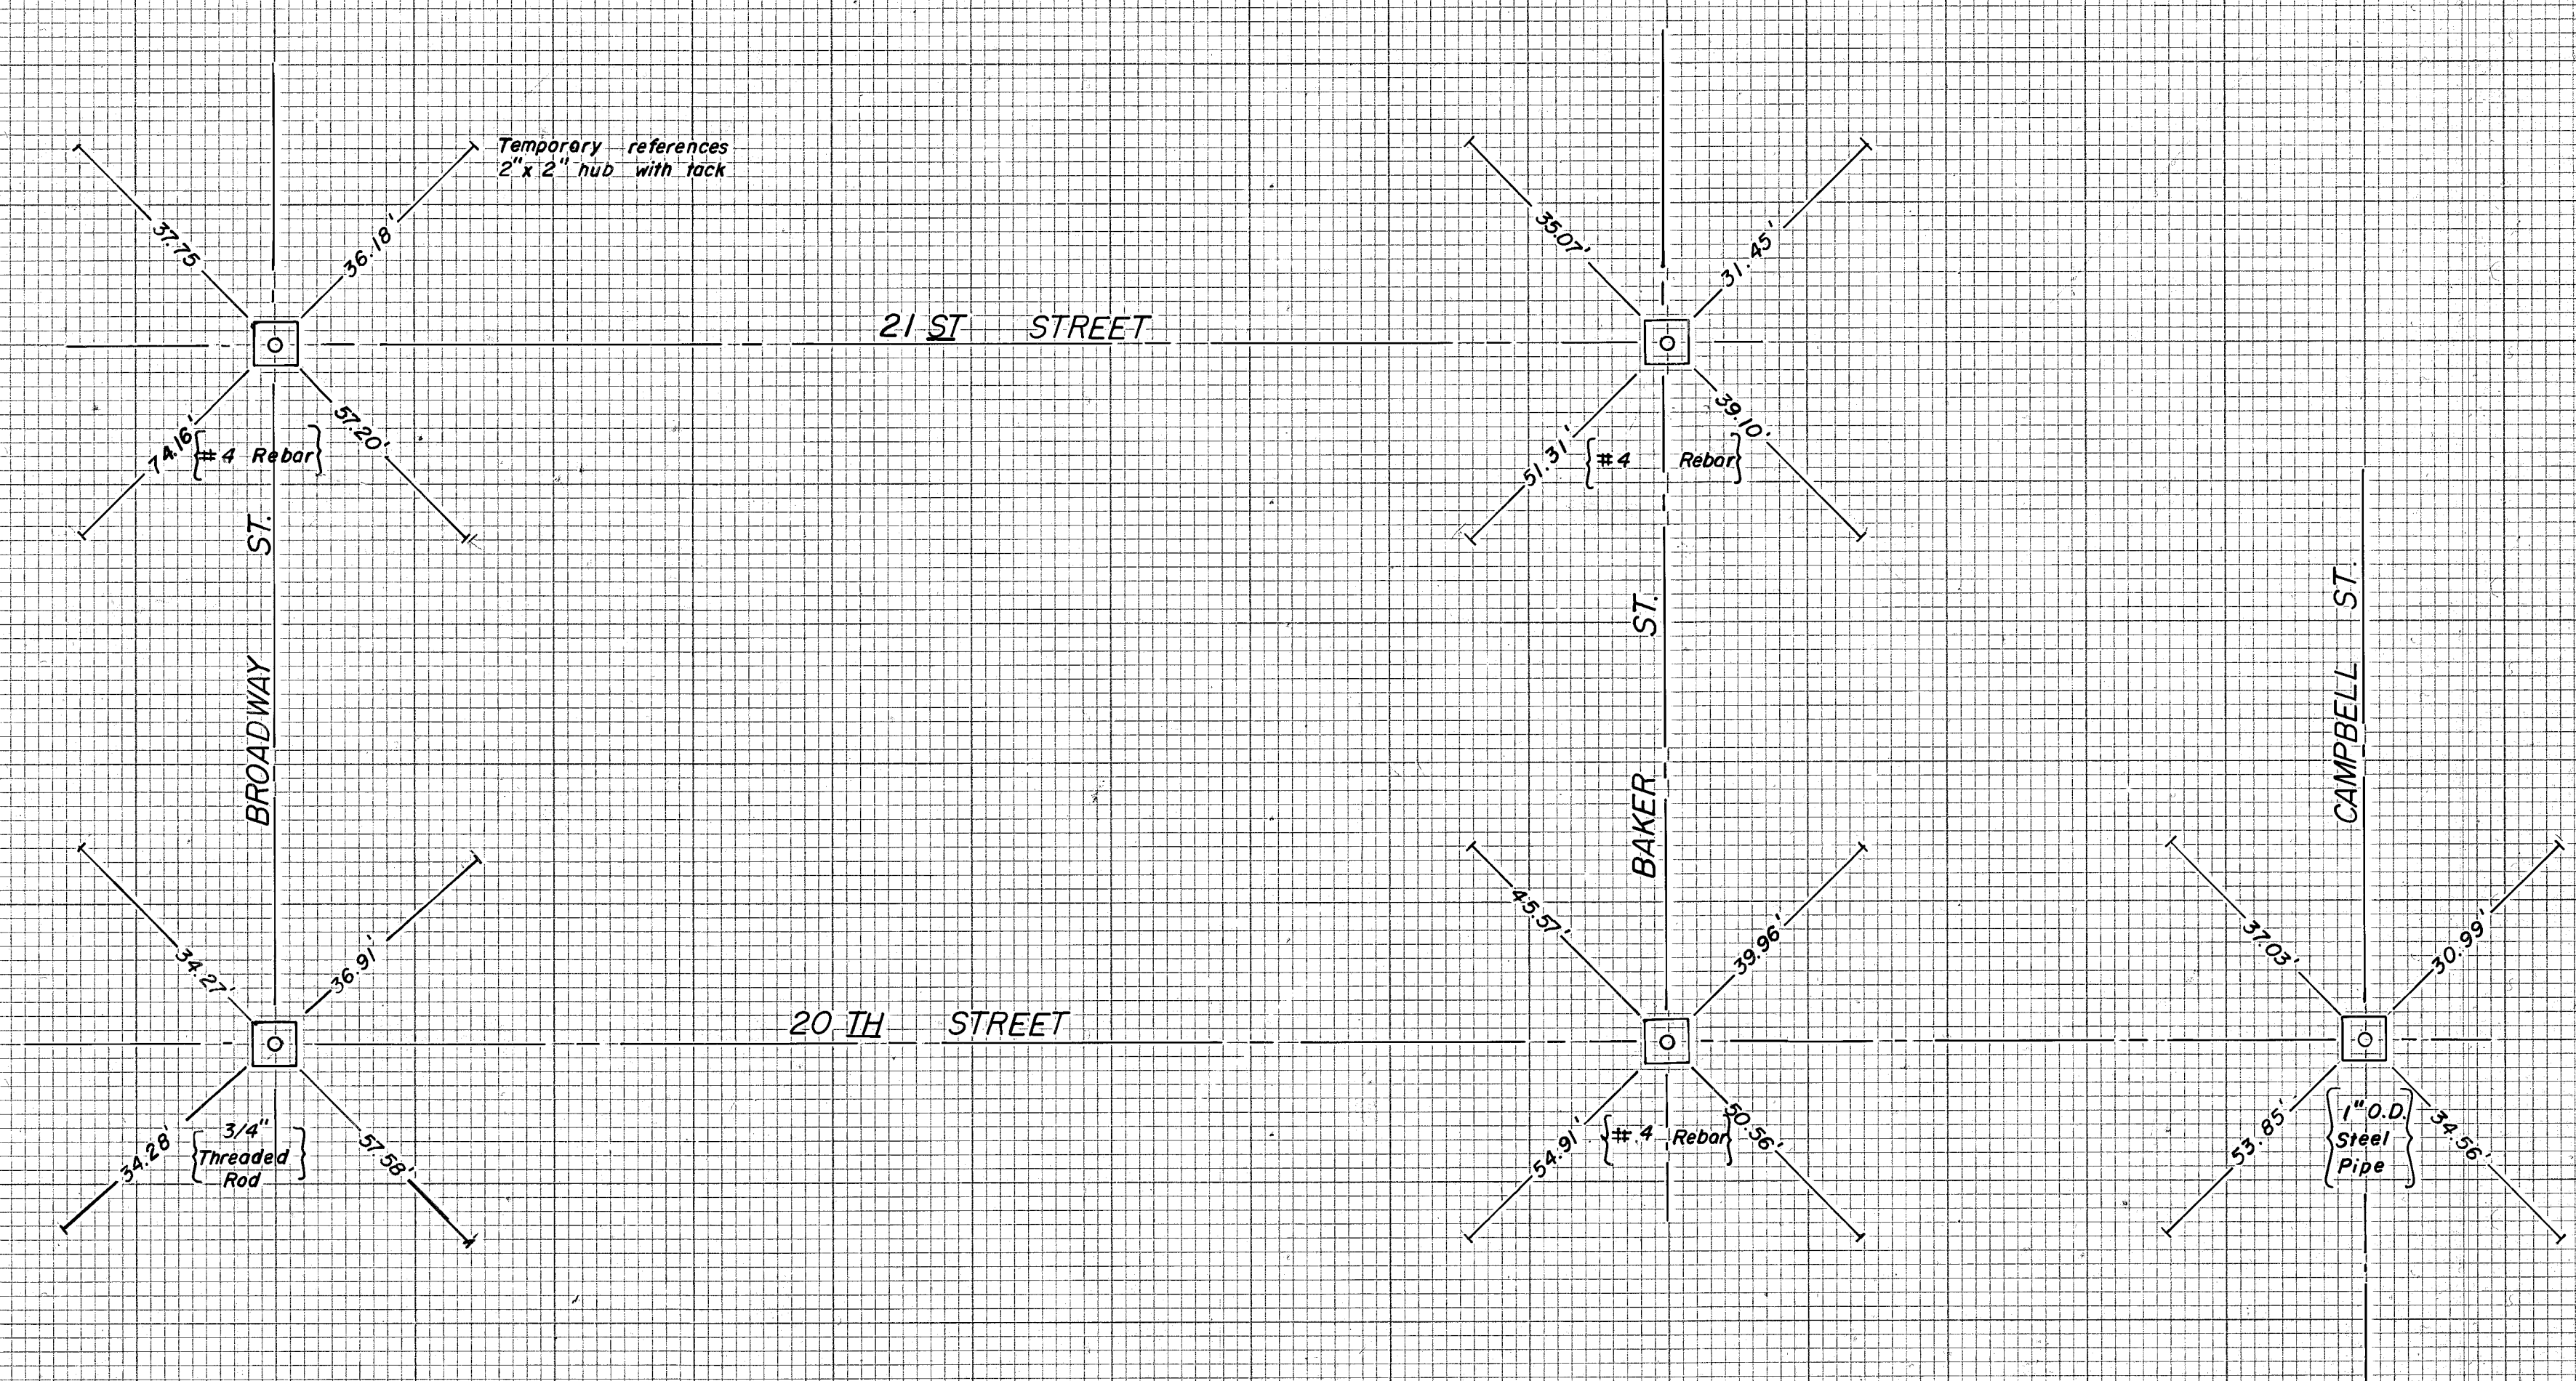 Temporary references
2" x 2" hub with tack
37.75
36.18'
35.07'
31.45'
21 ST STREET
74.16'
{#4 Rebar}
57.20'
51.31'
{#4 Rebar}
39.10'
BROADWAY ST.
BAKER ST.
CAMPBELL ST.
34.27'
36.91'
45.57'
39.96'
37.03'
30.99'
20 TH STREET
34.28'
{3/4"
Threaded
Rod}
57.58'
54.91'
{#4 Rebar}
50.56'
53.85'
{1" O.D.
Steel
Pipe}
34.56'